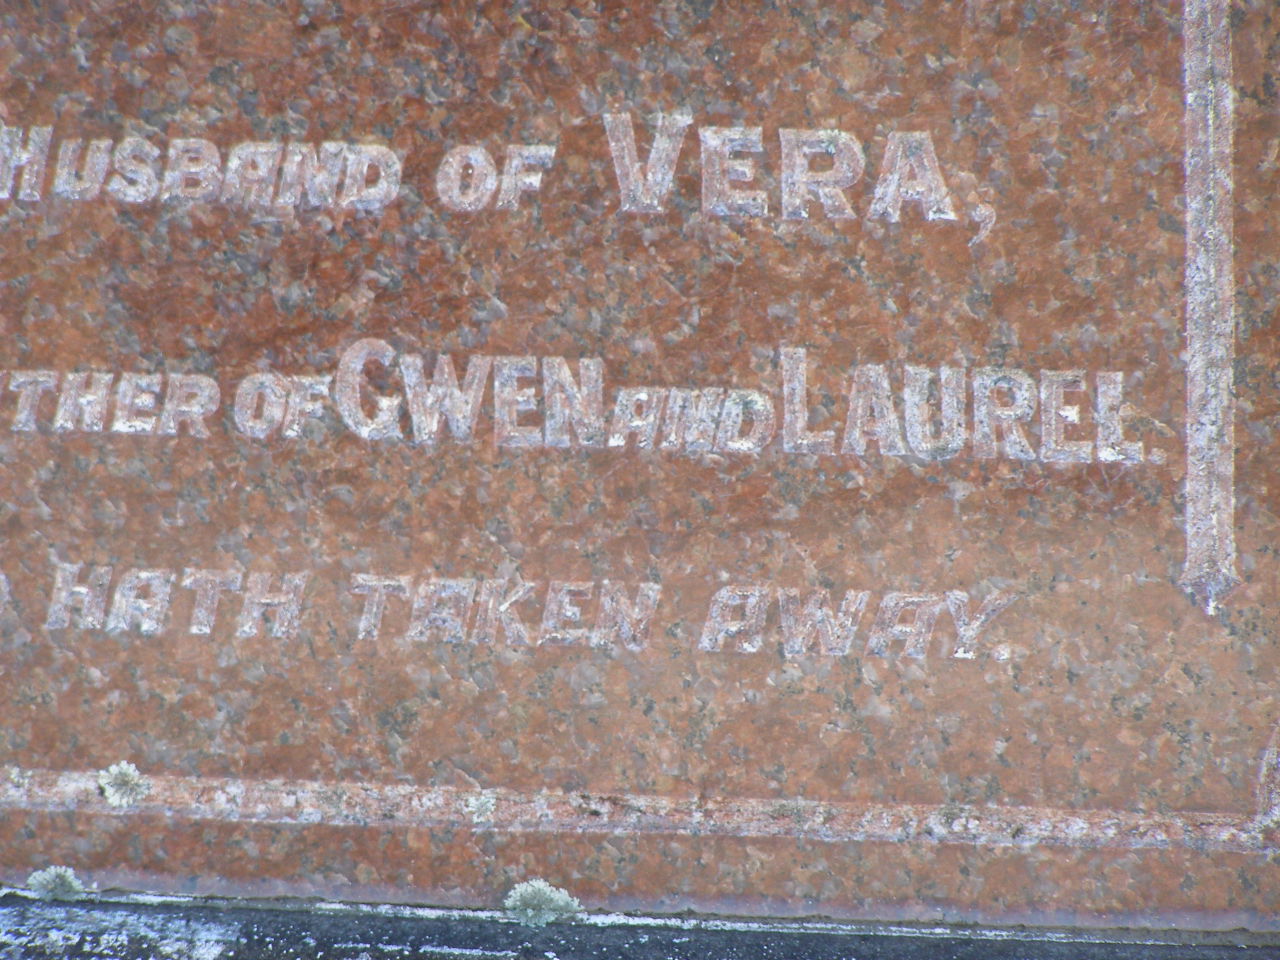 HUSBAND OF VERA,
THER OF GWEN AND LAUREL.
HATH TAKEN AWAY.